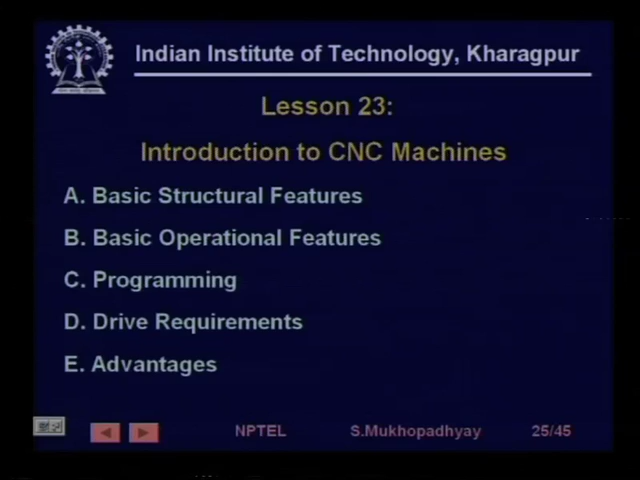 Indian Institute of Technology, Kharagpur
Lesson 23:
Introduction to CNC Machines
A. Basic Structural Features
B. Basic Operational Features
C. Programming
D. Drive Requirements
E. Advantages
NPTEL S.Mukhopadhyay 25/45